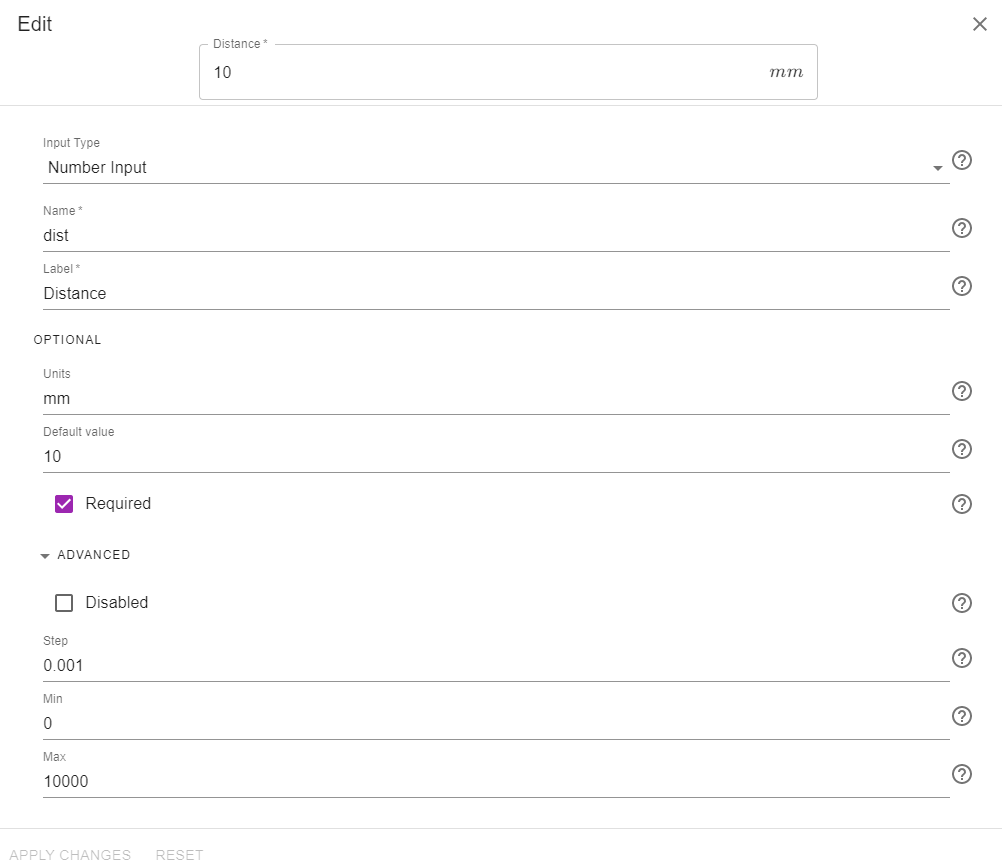 Edit
Distance *
10 mm
Input Type
Number Input
Name *
dist
Label *
Distance
OPTIONAL
Units
mm
Default value
10
Required
ADVANCED
Disabled
Step
0.001
Min
0
Max
10000
APPLY CHANGES RESET